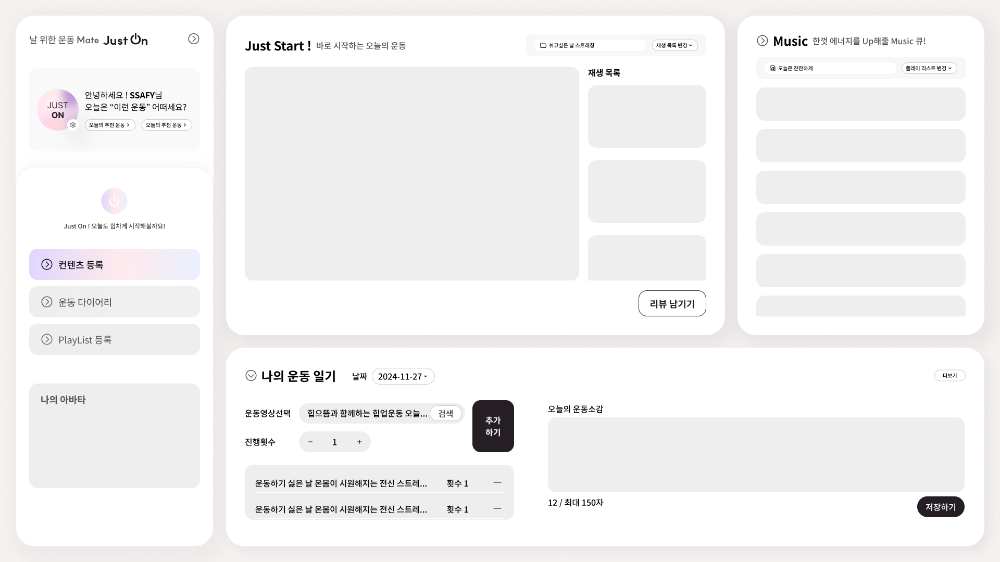 날 위한 운동 Mate Just On
안녕하세요 ! SSAFY님
오늘은 “이런 운동” 어떠세요?
JUST
ON
오늘의 추천 운동 오늘의 추천 운동
Just On ! 오늘도 힘차게 시작해볼까요!
컨텐츠 등록
운동 다이어리
PlayList 등록
나의 아바타
Just Start ! 바로 시작하는 오늘의 운동
쉬고싶은 날 스트레칭 재생 목록 변경
재생 목록
리뷰 남기기
Music 한껏 에너지를 Up해줄 Music 큐!
오늘은 잔잔하게 플레이 리스트 변경
나의 운동 일기 날짜 2024-11-27
더보기
운동영상선택 힙으뜸과 함께하는 힙업운동 오늘... 검색
진행횟수 − 1 +
추가
하기
운동하기 싫은 날 온몸이 시원해지는 전신 스트레... 횟수 1 —
운동하기 싫은 날 온몸이 시원해지는 전신 스트레... 횟수 1 —
오늘의 운동소감
12 / 최대 150자
저장하기